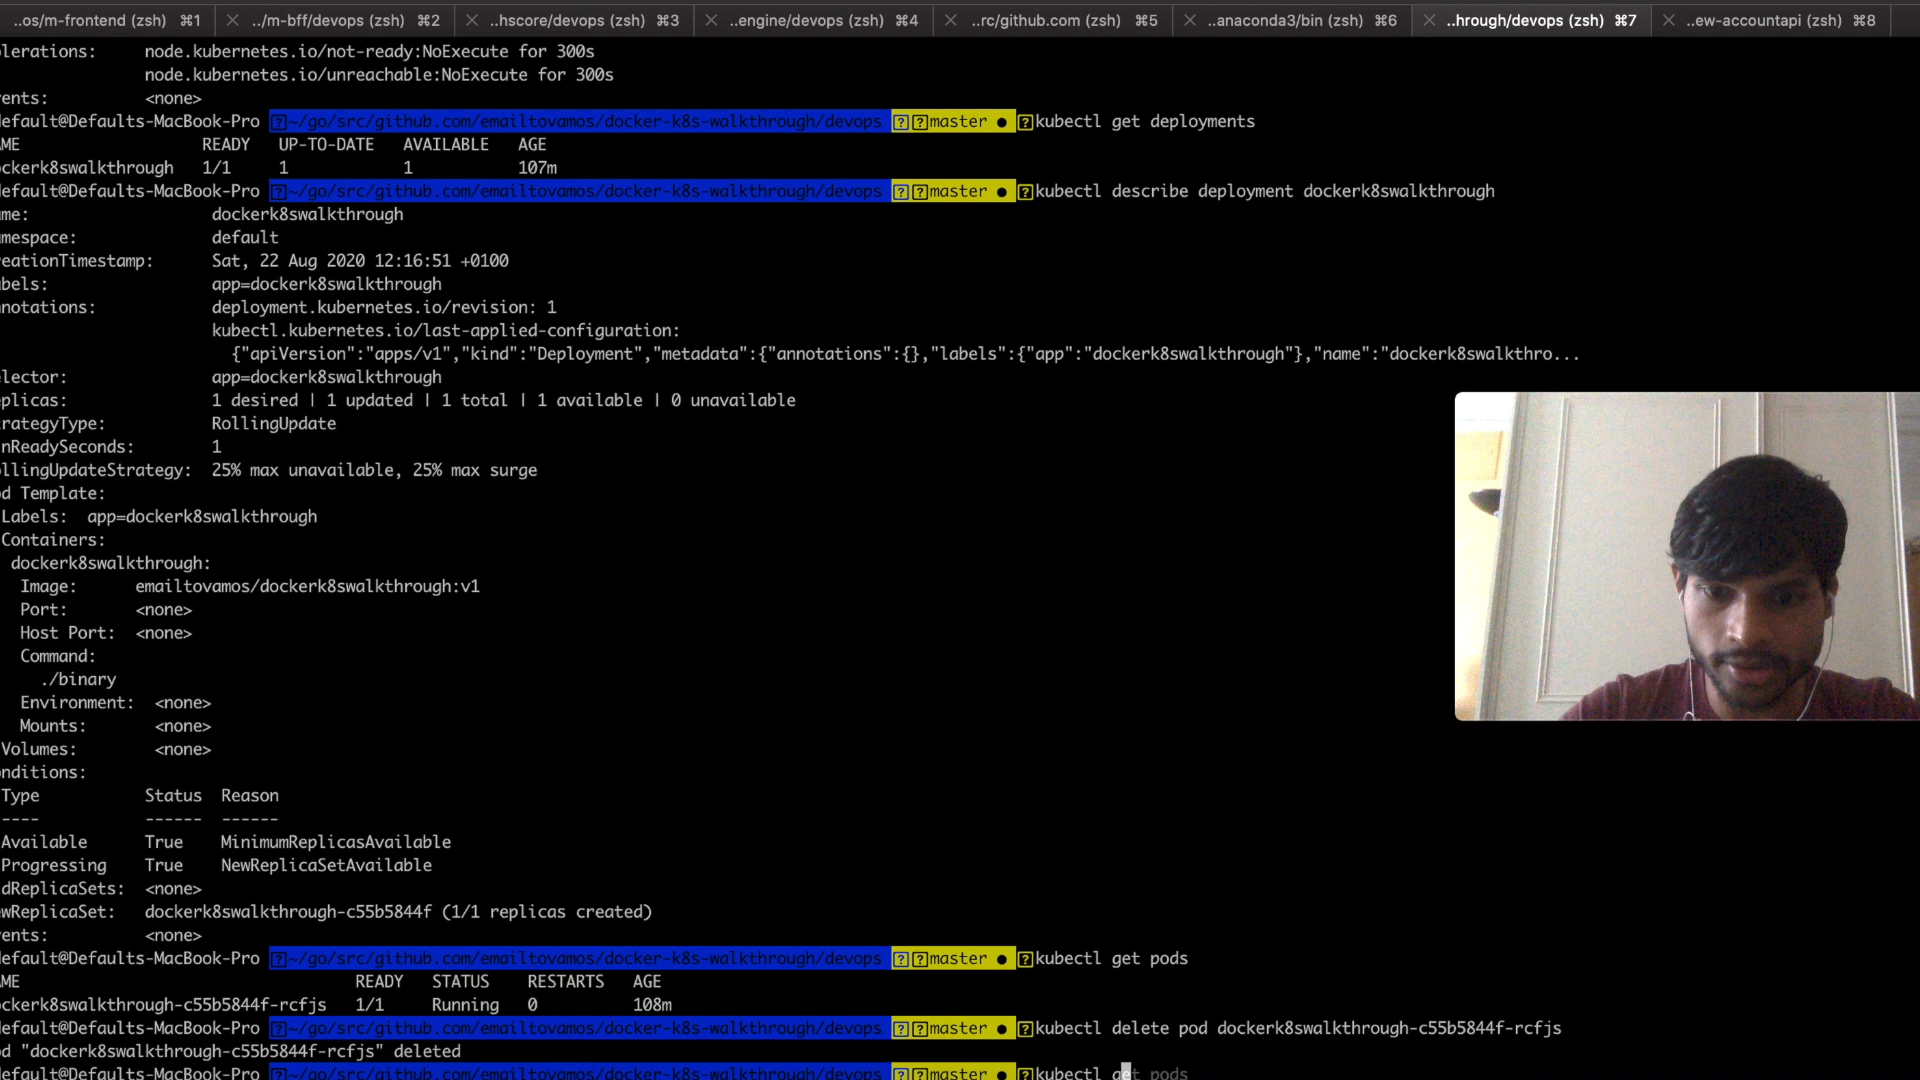 ..os/m-frontend (zsh) ⌘1 ../m-bff/devops (zsh) ⌘2 ..hscore/devops (zsh) ⌘3 ..engine/devops (zsh) ⌘4 ..rc/github.com (zsh) ⌘5 ..anaconda3/bin (zsh) ⌘6 ..hrough/devops (zsh) ⌘7 ..ew-accountapi (zsh) ⌘8
olerations: node.kubernetes.io/not-ready:NoExecute for 300s
node.kubernetes.io/unreachable:NoExecute for 300s
ents: <none>
default@Defaults-MacBook-Pro ~/go/src/github.com/emailtovamos/docker-k8s-walkthrough/devops master ● kubectl get deployments
ME READY UP-TO-DATE AVAILABLE AGE
ckerk8swalkthrough 1/1 1 1 107m
default@Defaults-MacBook-Pro ~/go/src/github.com/emailtovamos/docker-k8s-walkthrough/devops master ● kubectl describe deployment dockerk8swalkthrough
me: dockerk8swalkthrough
mespace: default
eationTimestamp: Sat, 22 Aug 2020 12:16:51 +0100
bels: app=dockerk8swalkthrough
notations: deployment.kubernetes.io/revision: 1
kubectl.kubernetes.io/last-applied-configuration:
{"apiVersion":"apps/v1","kind":"Deployment","metadata":{"annotations":{},"labels":{"app":"dockerk8swalkthrough"},"name":"dockerk8swalkthro...
lector: app=dockerk8swalkthrough
plicas: 1 desired | 1 updated | 1 total | 1 available | 0 unavailable
rategyType: RollingUpdate
nReadySeconds: 1
llingUpdateStrategy: 25% max unavailable, 25% max surge
d Template:
Labels: app=dockerk8swalkthrough
Containers:
dockerk8swalkthrough:
Image: emailtovamos/dockerk8swalkthrough:v1
Port: <none>
Host Port: <none>
Command:
./binary
Environment: <none>
Mounts: <none>
Volumes: <none>
nditions:
Type Status Reason
---- ------ ------
Available True MinimumReplicasAvailable
Progressing True NewReplicaSetAvailable
dReplicaSets: <none>
wReplicaSet: dockerk8swalkthrough-c55b5844f (1/1 replicas created)
ents: <none>
default@Defaults-MacBook-Pro ~/go/src/github.com/emailtovamos/docker-k8s-walkthrough/devops master ● kubectl get pods
ME READY STATUS RESTARTS AGE
ckerk8swalkthrough-c55b5844f-rcfjs 1/1 Running 0 108m
default@Defaults-MacBook-Pro ~/go/src/github.com/emailtovamos/docker-k8s-walkthrough/devops master ● kubectl delete pod dockerk8swalkthrough-c55b5844f-rcfjs
d "dockerk8swalkthrough-c55b5844f-rcfjs" deleted
default@Defaults-MacBook-Pro ~/go/src/github.com/emailtovamos/docker-k8s-walkthrough/devops master ● kubectl get pods